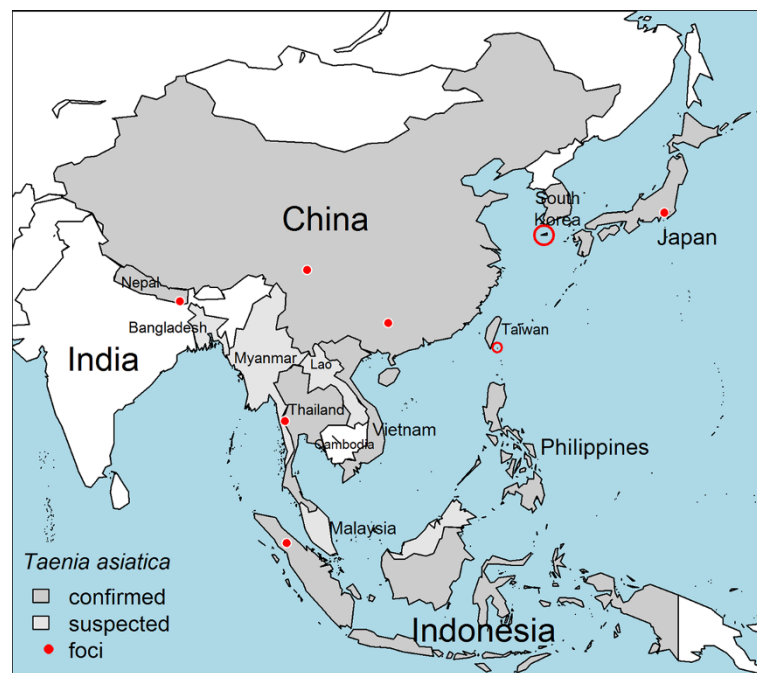 South
Korea
China
Japan
Nepal
Bangladesh
Taiwan
India
Myanmar
Lao
Thailand
Vietnam
Cambodia
Philippines
Malaysia
Taenia asiatica
confirmed
suspected
foci
Indonesia